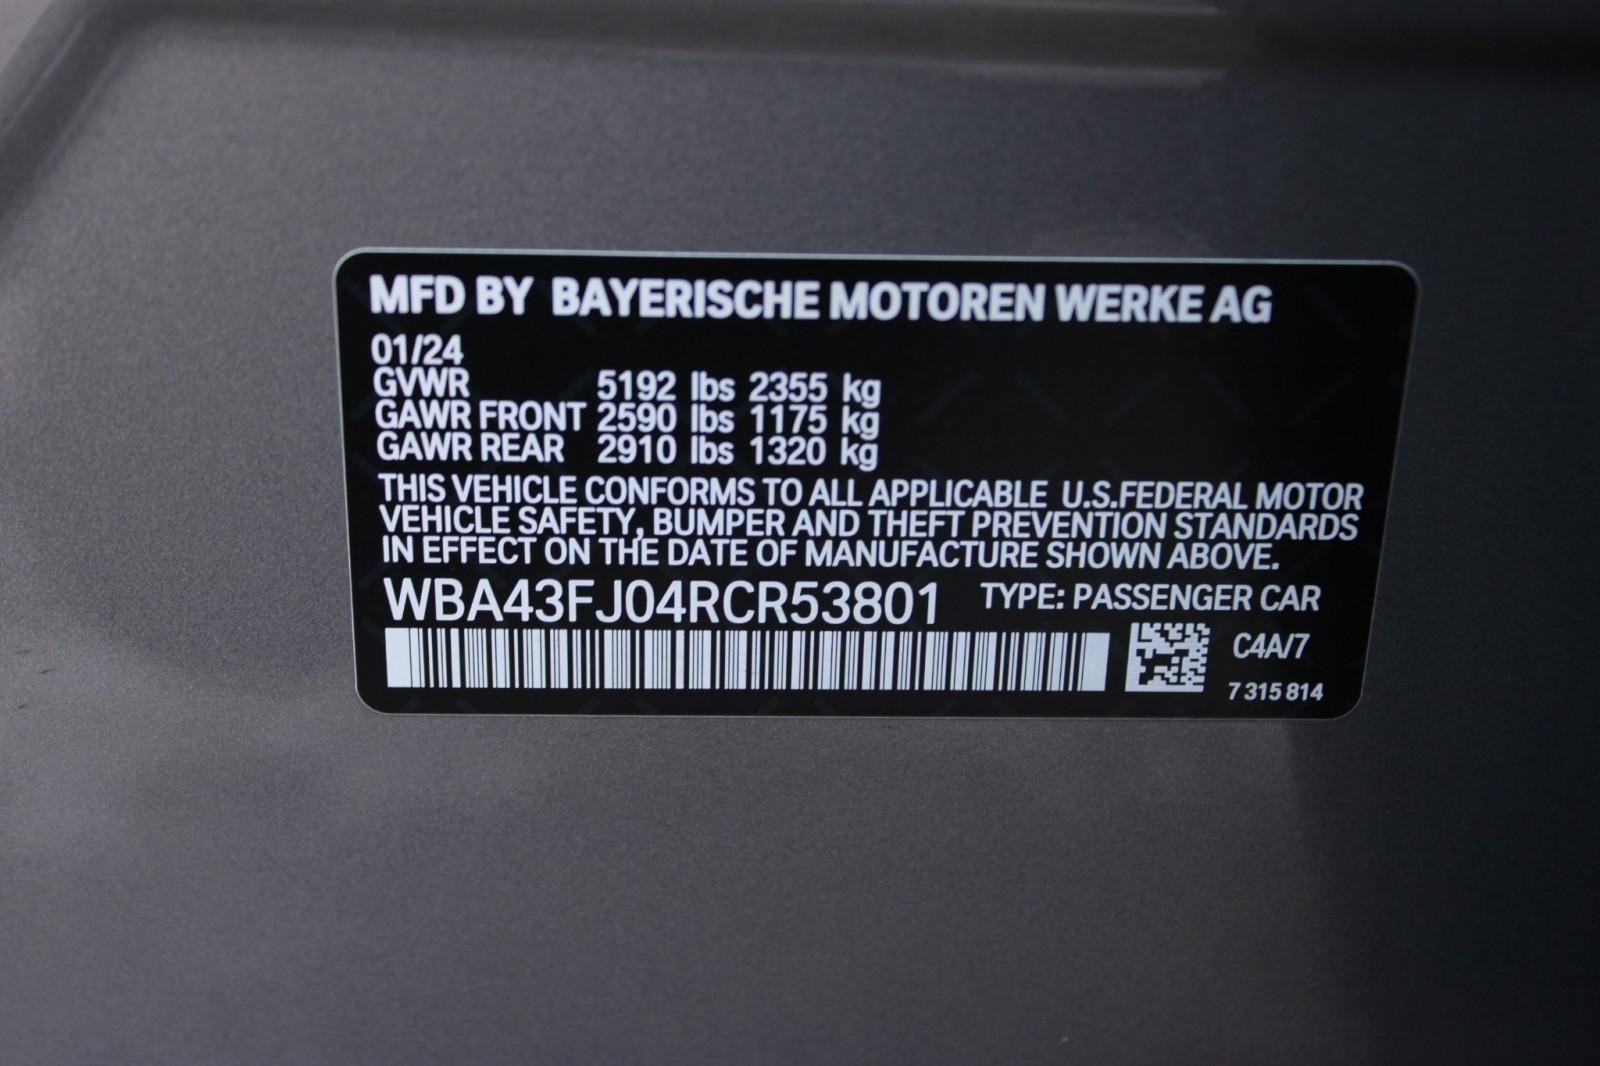 MFD BY BAYERISCHE MOTOREN WERKE AG
01/24
GVWR 5192 lbs 2355 kg
GAWR FRONT 2590 lbs 1175 kg
GAWR REAR 2910 lbs 1320 kg
THIS VEHICLE CONFORMS TO ALL APPLICABLE U.S.FEDERAL MOTOR
VEHICLE SAFETY, BUMPER AND THEFT PREVENTION STANDARDS
IN EFFECT ON THE DATE OF MANUFACTURE SHOWN ABOVE.
WBA43FJ04RCR53801 TYPE: PASSENGER CAR
C4A/7
7 315 814